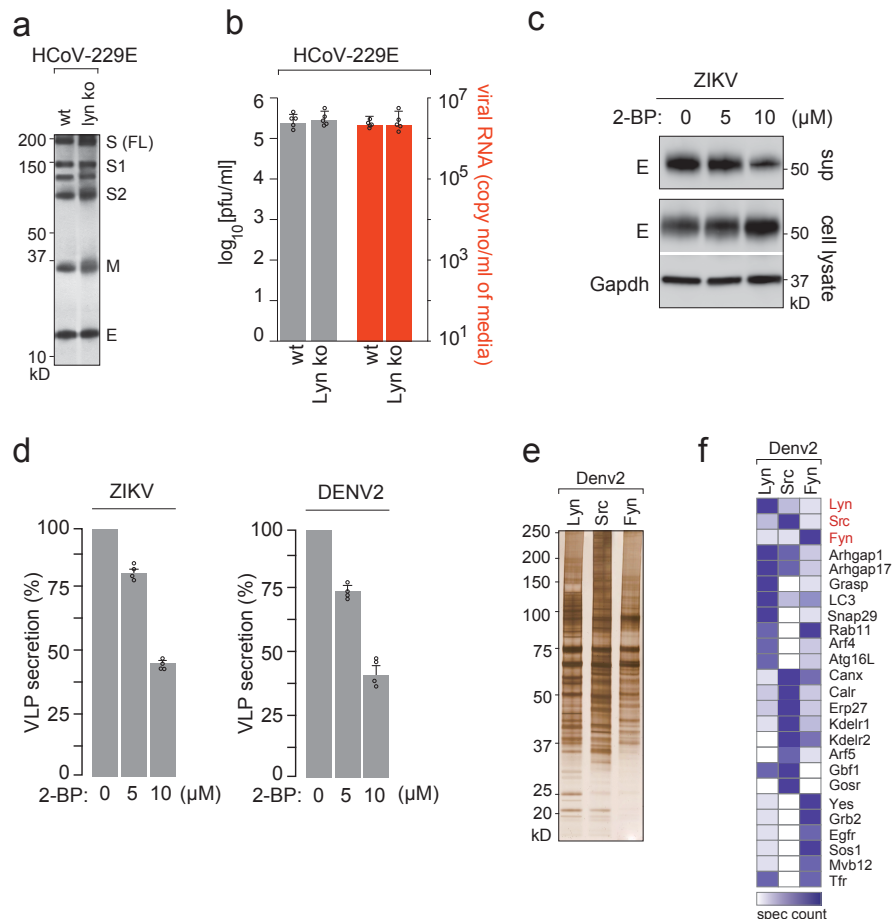 a
HCoV-229E
wt
lyn ko
200
150
50
37
10
kD
S (FL)
S1
S2
M
E
b
HCoV-229E
log10[pfu/ml]
6
5
4
3
2
1
0
10^7
10^5
10^3
10^1
viral RNA (copy no/ml of media)
wt
Lyn ko
wt
Lyn ko
c
ZIKV
2-BP: 0 5 10 (μM)
E
50
sup
E
50
Gapdh
37
kD
cell lysate
d
ZIKV
VLP secretion (%)
100
75
50
25
0
2-BP: 0 5 10 (μM)
DENV2
VLP secretion (%)
100
75
50
25
0
0 5 10 (μM)
e
Denv2
Lyn
Src
Fyn
250
200
150
100
75
50
37
25
20
kD
f
Denv2
Lyn
Src
Fyn
Lyn
Src
Fyn
Arhgap1
Arhgap17
Grasp
LC3
Snap29
Rab11
Arf4
Atg16L
Canx
Calr
Erp27
Kdelr1
Kdelr2
Arf5
Gbf1
Gosr
Yes
Grb2
Egfr
Sos1
Mvb12
Tfr
spec count